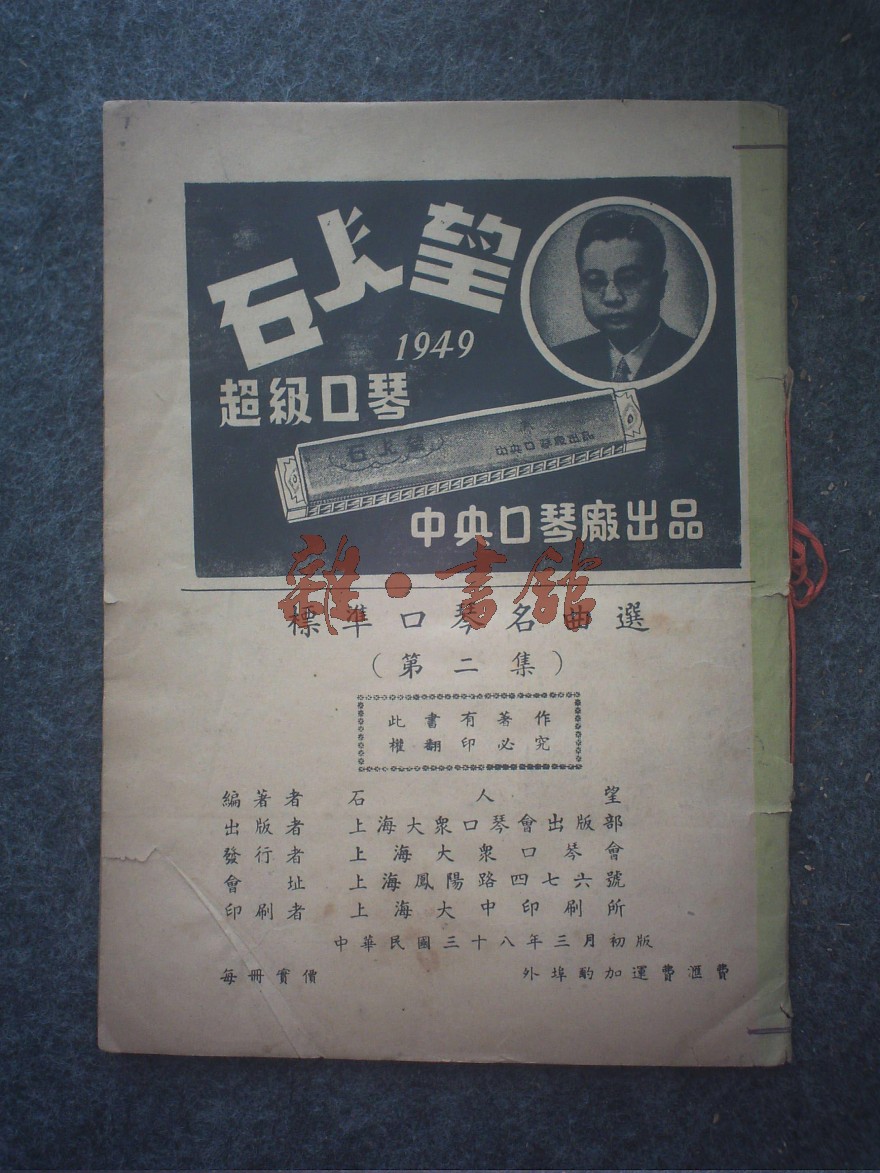 石人望
1949
超級口琴
石人望
中央口琴廠出品
中央口琴廠出品
雜·書館
標準口琴名曲選
（第二集）
此書有著作
權翻印必究
編著者 石人望
出版者 上海大眾口琴會出版部
發行者 上海大眾口琴會
會址 上海鳳陽路四七六號
印刷者 上海大中印刷所
中華民國三十八年三月初版
每冊實價 外埠酌加運費滙費